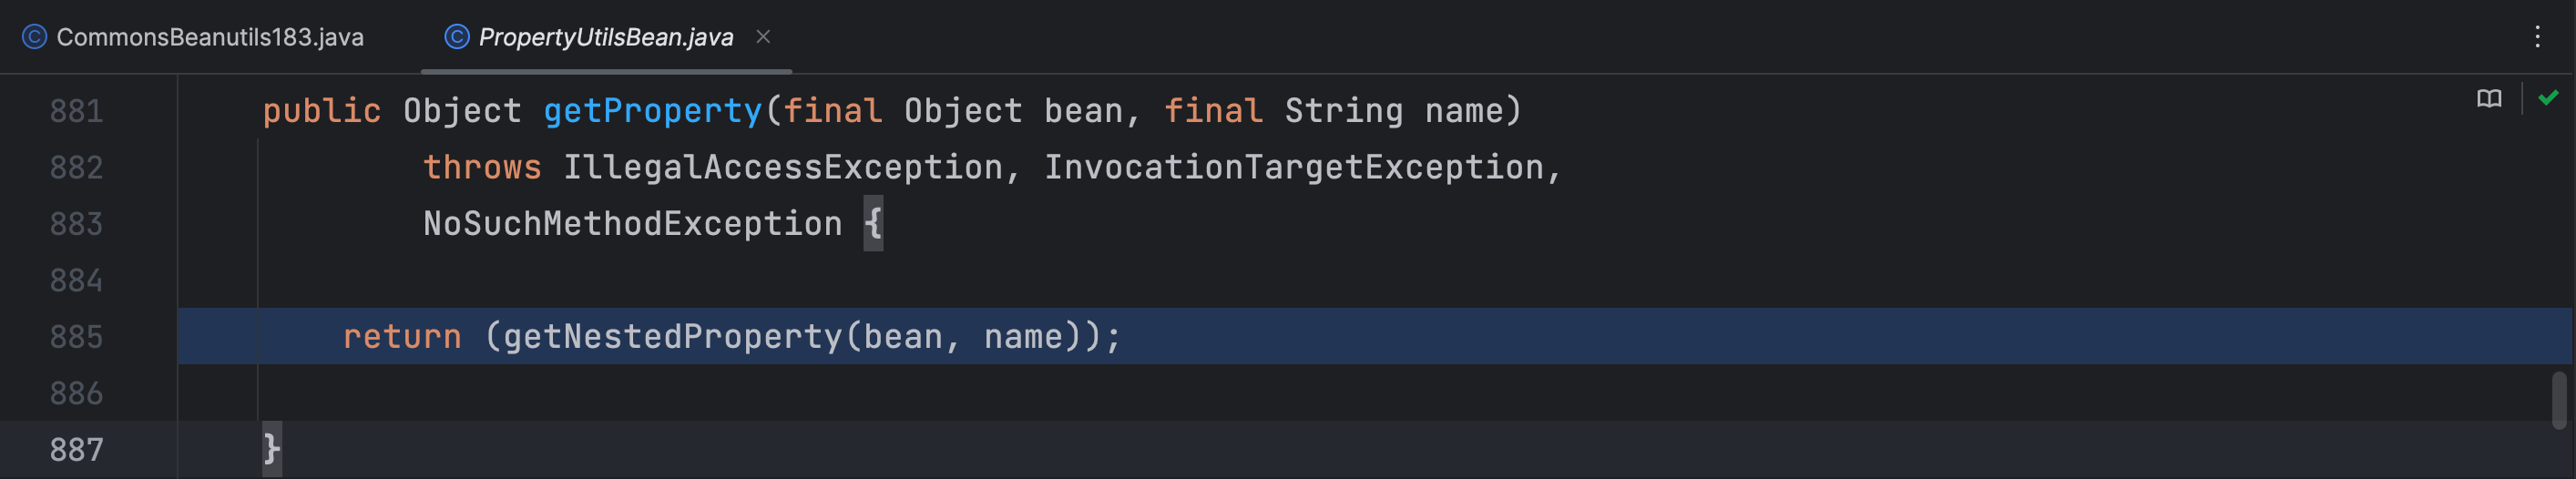 CommonsBeanutils183.java PropertyUtilsBean.java
881 public Object getProperty(final Object bean, final String name)
882 throws IllegalAccessException, InvocationTargetException,
883 NoSuchMethodException {
884
885 return (getNestedProperty(bean, name));
886
887 }